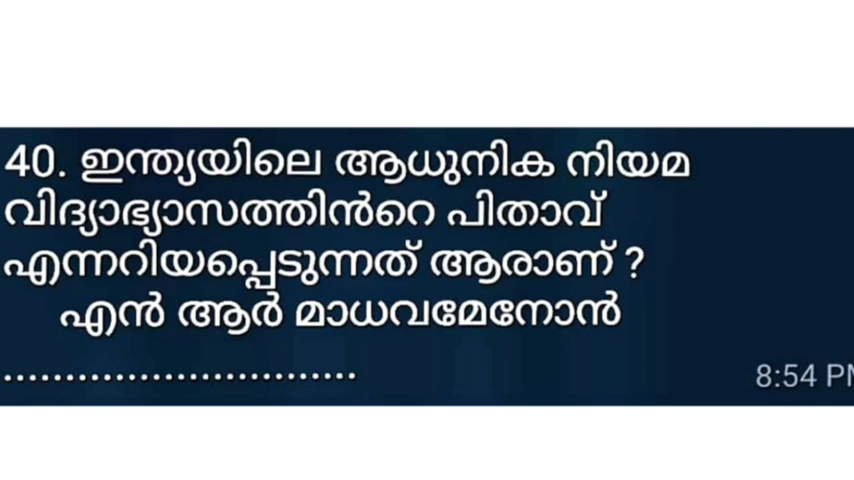 40. ഇന്ത്യയിലെ ആധുനിക നിയമ
വിദ്യാഭ്യാസത്തിൻറെ പിതാവ്
എന്നറിയപ്പെടുന്നത് ആരാണ് ?
എൻ ആർ മാധവമേനോൻ
.............................
8:54 PM